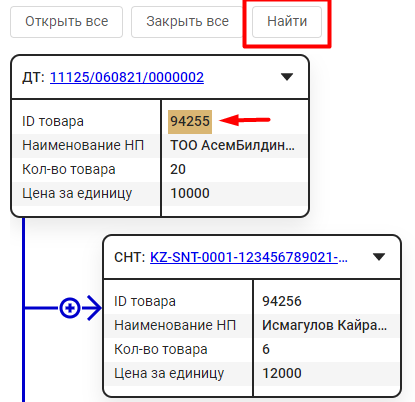 Открыть все Закрыть все Найти
ДТ: 11125/060821/0000002
ID товара 94255
Наименование НП ТОО АсемБилдин...
Кол-во товара 20
Цена за единицу 10000
СНТ: KZ-SNT-0001-123456789021-...
ID товара 94256
Наименование НП Исмагулов Кайра...
Кол-во товара 6
Цена за единицу 12000